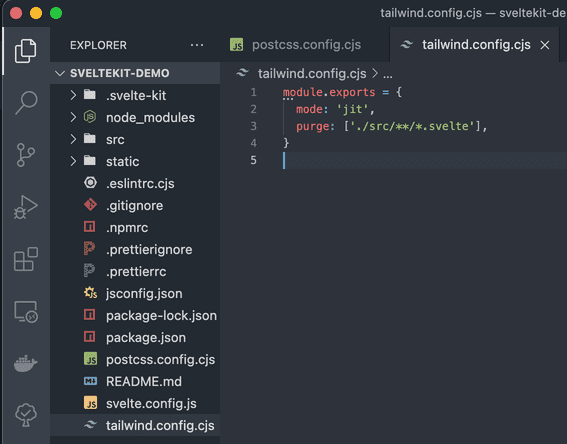 tailwind.config.cjs — sveltekit-de
EXPLORER
postcss.config.cjs
tailwind.config.cjs
SVELTEKIT-DEMO
.svelte-kit
node_modules
src
static
.eslintrc.cjs
.gitignore
.npmrc
.prettierignore
.prettierrc
jsconfig.json
package-lock.json
package.json
postcss.config.cjs
README.md
svelte.config.js
tailwind.config.cjs
tailwind.config.cjs > ...
1 module.exports = {
2 mode: 'jit',
3 purge: ['./src/**/*.svelte'],
4 }
5